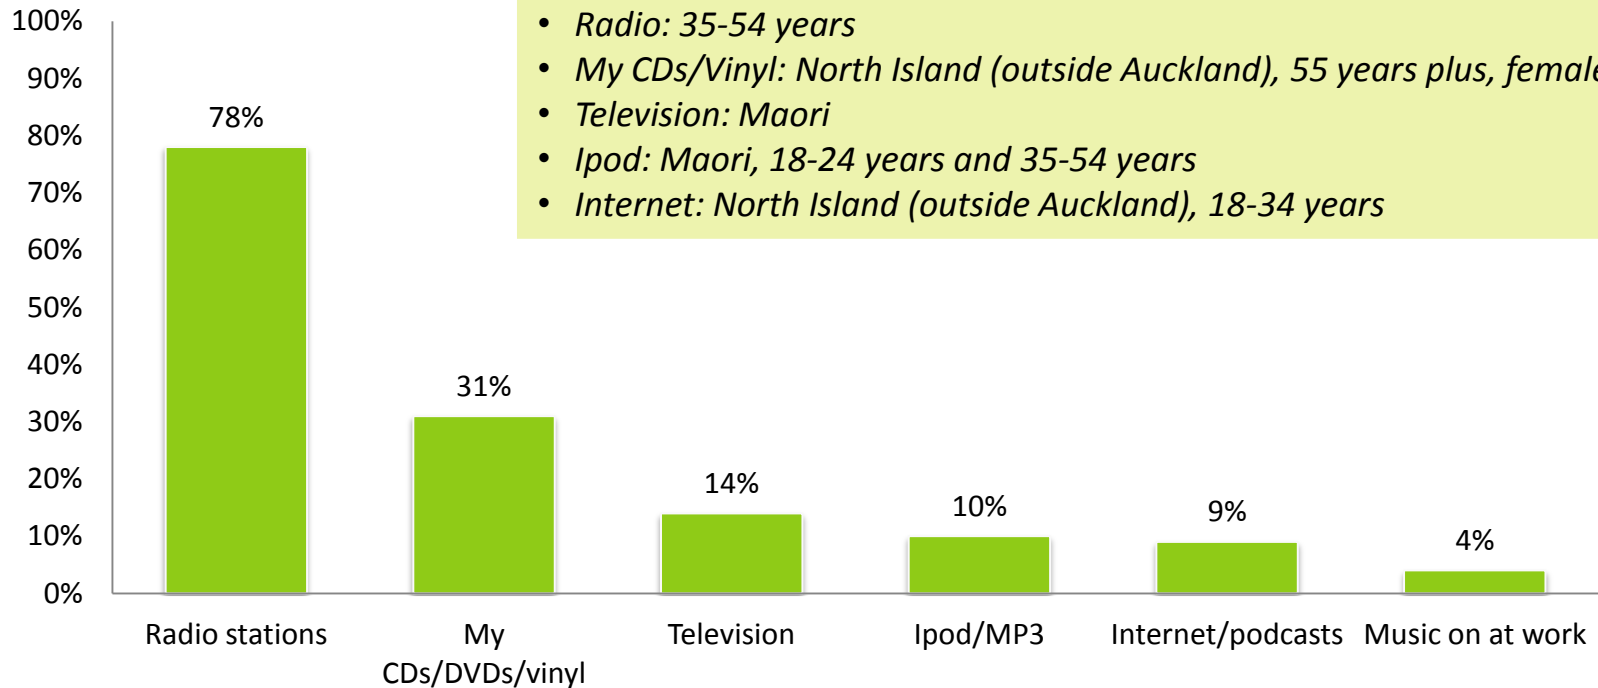 • Radio: 35-54 years
• My CDs/Vinyl: North Island (outside Auckland), 55 years plus, female
• Television: Maori
• Ipod: Maori, 18-24 years and 35-54 years
• Internet: North Island (outside Auckland), 18-34 years
100%
90%
80%
70%
60%
50%
40%
30%
20%
10%
0%
78%
31%
14%
10%
9%
4%
Radio stations
My
CDs/DVDs/vinyl
Television
Ipod/MP3
Internet/podcasts
Music on at work